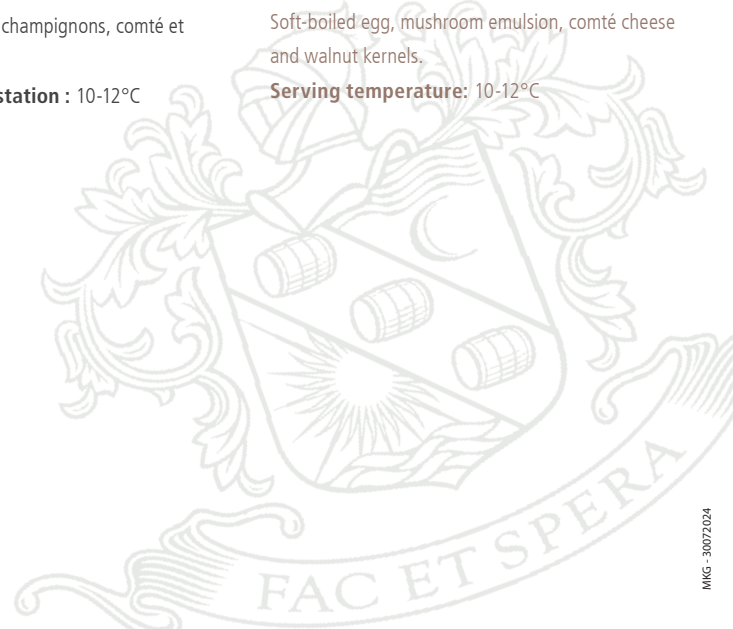 champignons, comté et
station : 10-12°C
Soft-boiled egg, mushroom emulsion, comté cheese
and walnut kernels.
Serving temperature: 10-12°C
FAC ET SPERA
MKG - 30072024